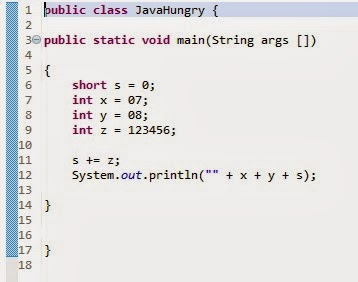 1 public class JavaHungry {
2
3 public static void main(String args [])
4
5 {
6 short s = 0;
7 int x = 07;
8 int y = 08;
9 int z = 123456;
10
11 s += z;
12 System.out.println("" + x + y + s);
13
14 }
15
16
17 }
18